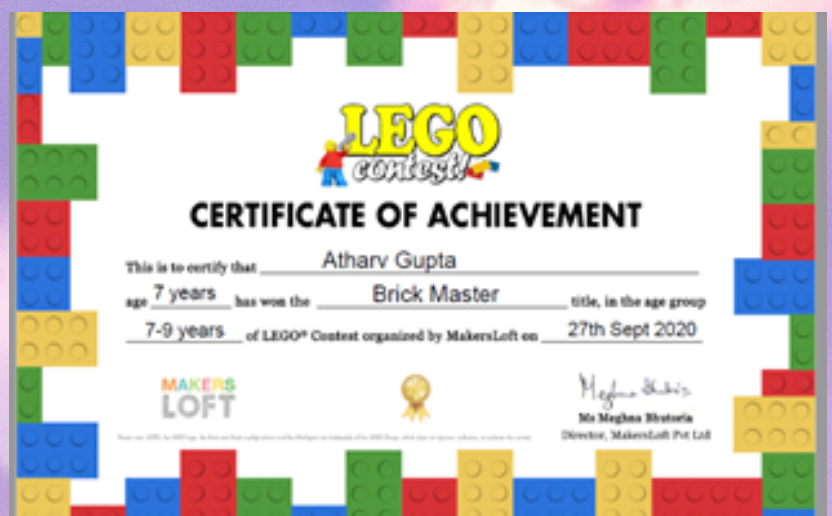 LEGO
contest!
CERTIFICATE OF ACHIEVEMENT
This is to certify that Atharv Gupta
age 7 years has won the Brick Master title, in the age group
7-9 years of LEGO® Contest organized by MakersLoft on 27th Sept 2020
MAKERS
LOFT
Ms Meghna Bhutoria
Director, MakersLoft Pvt Ltd